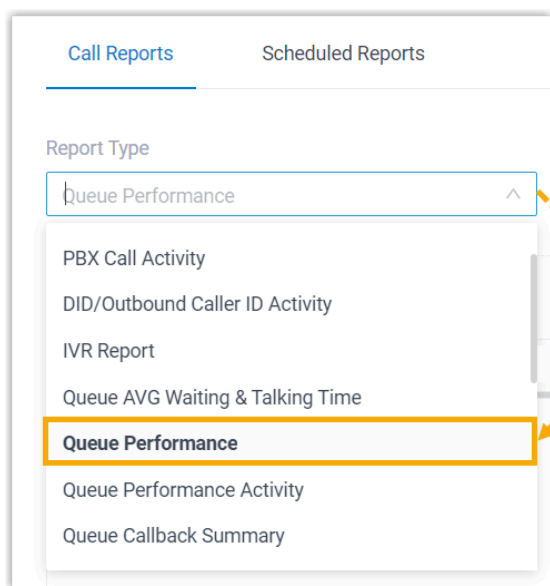 Call Reports Scheduled Reports
Report Type
Queue Performance
PBX Call Activity
DID/Outbound Caller ID Activity
IVR Report
Queue AVG Waiting & Talking Time
Queue Performance
Queue Performance Activity
Queue Callback Summary